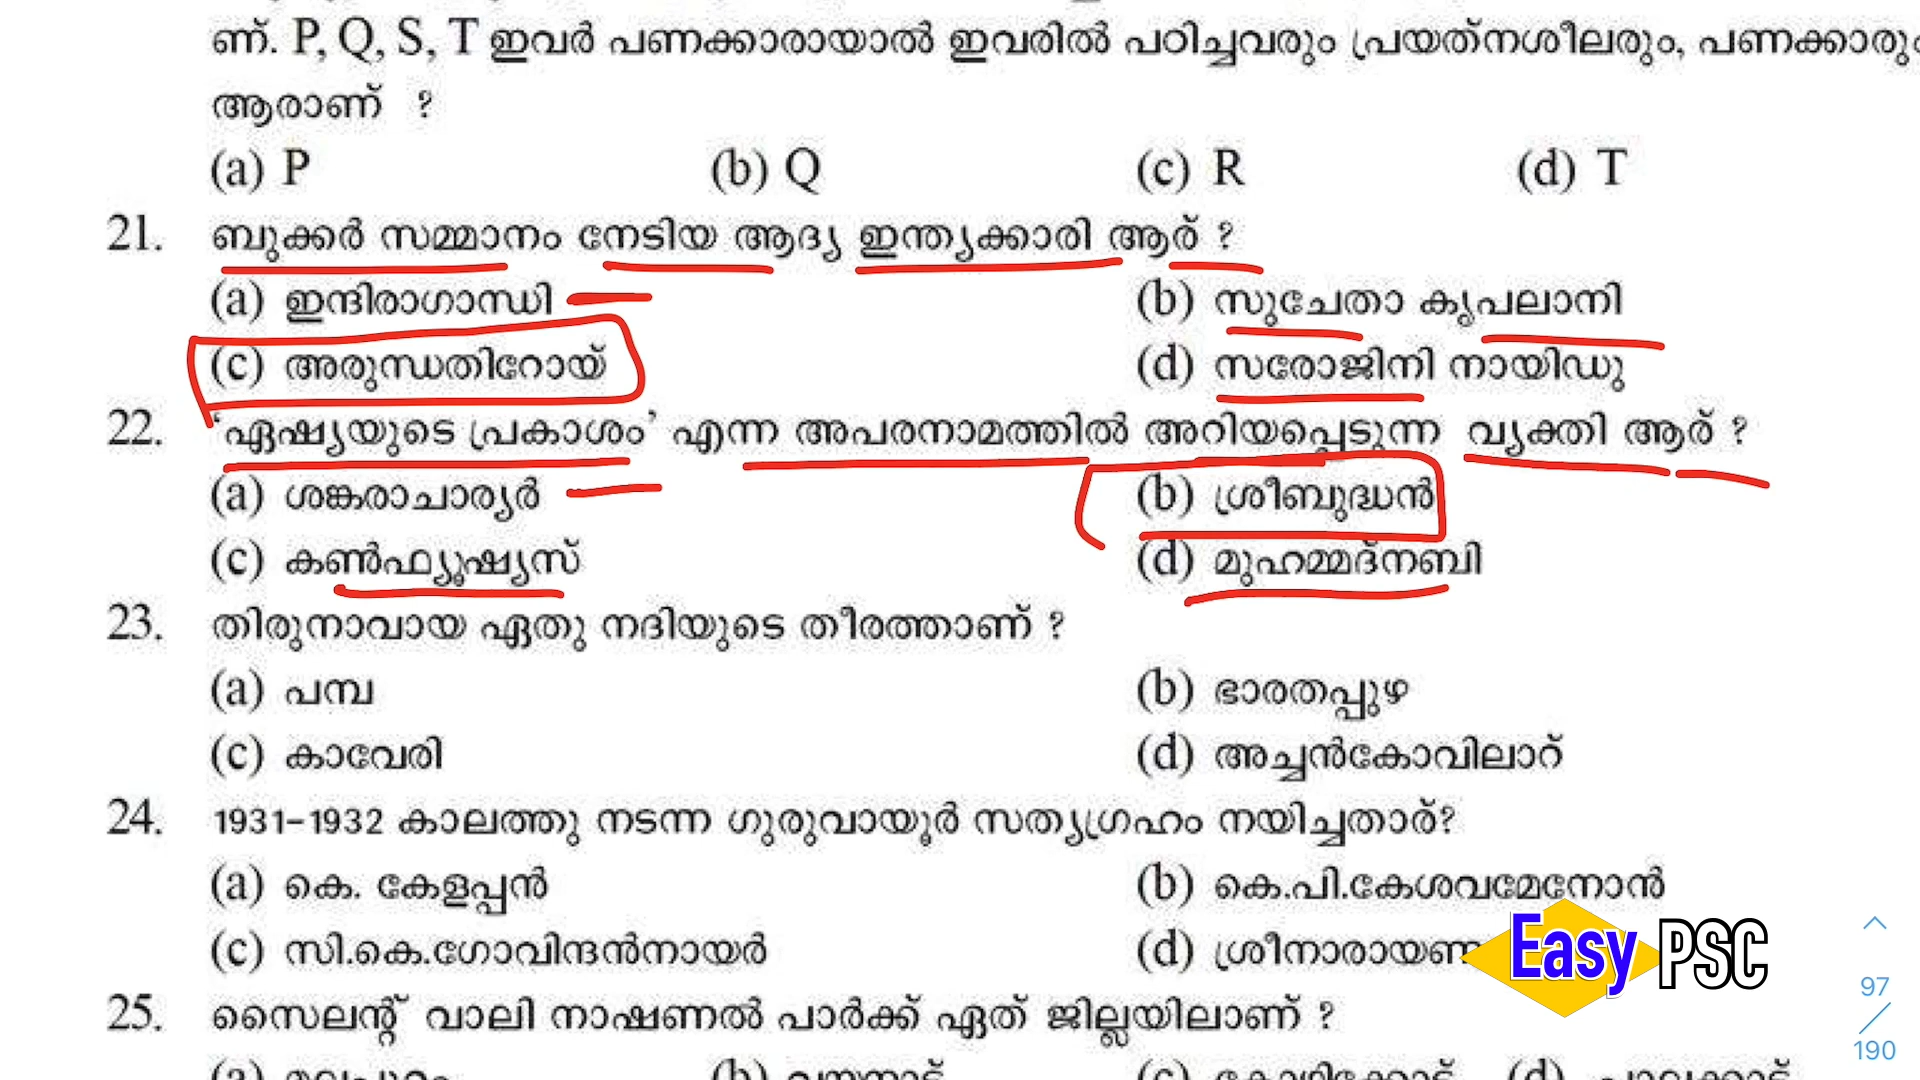 ണ്. P, Q, S, T ഇവർ പണക്കാരായാൽ ഇവരിൽ പഠിച്ചവരും പ്രയത്നശീലരും, പണക്കാരും
ആരാണ് ?
(a) P (b) Q (c) R (d) T
21. ബുക്കർ സമ്മാനം നേടിയ ആദ്യ ഇന്ത്യക്കാരി ആര് ?
(a) ഇന്ദിരാഗാന്ധി (b) സുചേതാ കൃപലാനി
(c) അരുന്ധതിറോയ് (d) സരോജിനി നായിഡു
22. 'ഏഷ്യയുടെ പ്രകാശം' എന്ന അപരനാമത്തിൽ അറിയപ്പെടുന്ന വ്യക്തി ആര് ?
(a) ശങ്കരാചാര്യർ (b) ശ്രീബുദ്ധൻ
(c) കൺഫ്യൂഷ്യസ് (d) മുഹമ്മദ്നബി
23. തിരുനാവായ ഏതു നദിയുടെ തീരത്താണ് ?
(a) പമ്പ (b) ഭാരതപ്പുഴ
(c) കാവേരി (d) അച്ചൻകോവിലാറ്
24. 1931-1932 കാലത്തു നടന്ന ഗുരുവായൂർ സത്യഗ്രഹം നയിച്ചതാര്?
(a) കെ. കേളപ്പൻ (b) കെ.പി.കേശവമേനോൻ
(c) സി.കെ.ഗോവിന്ദൻനായർ (d) ശ്രീനാരായണ
Easy PSC
25. സൈലന്റ് വാലി നാഷണൽ പാർക്ക് ഏത് ജില്ലയിലാണ് ?
97
/
190